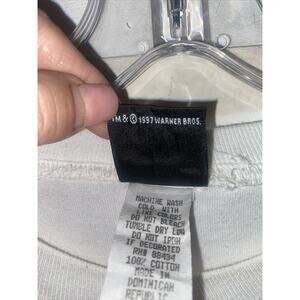 TM & © 1997 WARNER BROS.
MACHINE WASH
COLD, WITH
LIKE COLORS
DO NOT BLEACH
TUMBLE DRY LOW
DO NOT IRON
IF DECORATED
RN# 88434
100% COTTON
MADE IN
DOMINICAN
REPUBLIC